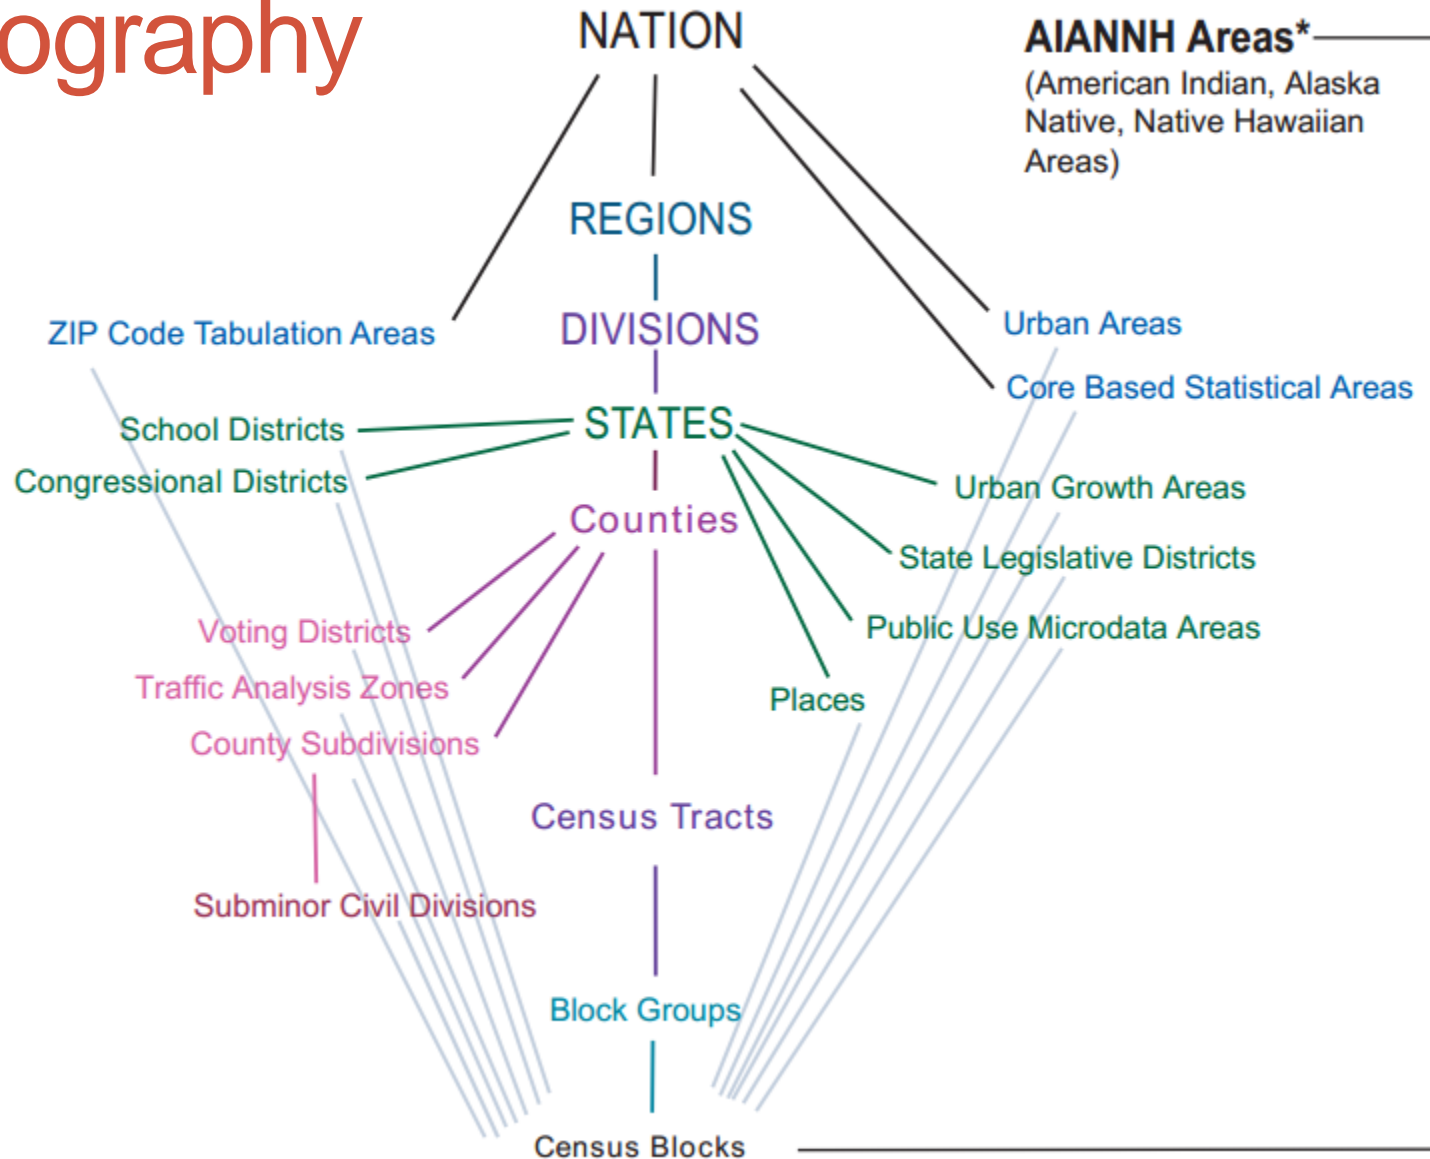 ography
NATION
AIANNH Areas*
(American Indian, Alaska
Native, Native Hawaiian
Areas)
REGIONS
ZIP Code Tabulation Areas
DIVISIONS
Urban Areas
Core Based Statistical Areas
School Districts
STATES
Congressional Districts
Urban Growth Areas
Counties
State Legislative Districts
Voting Districts
Public Use Microdata Areas
Traffic Analysis Zones
Places
County Subdivisions
Census Tracts
Subminor Civil Divisions
Block Groups
Census Blocks